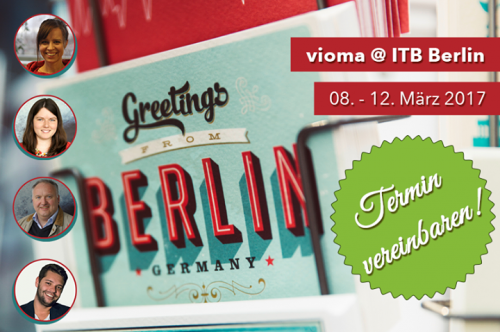 vioma @ ITB Berlin
08. - 12. März 2017
Greetings
FROM
BERLIN
GERMANY
Termin
vereinbaren!